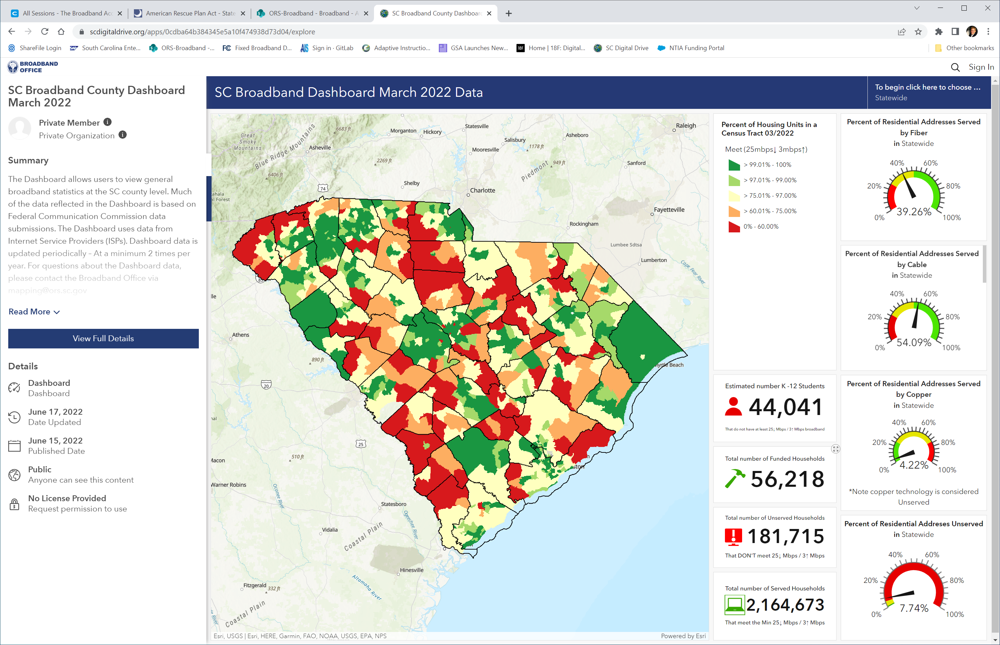 All Sessions - The Broadband Acc
American Rescue Plan Act - State
ORS-Broadband - Broadband - A
SC Broadband County Dashboar
scdigitaldrive.org/apps/0cdba64b384345e5a10f474938d73d04/explore
ShareFile Login
South Carolina Ente...
ORS-Broadband -...
Fixed Broadband D...
Sign in · GitLab
Adaptive Instructio...
GSA Launches New...
18F
Home | 18F: Digital...
SC Digital Drive
NTIA Funding Portal
Other bookmarks
BROADBAND
OFFICE
Sign In
SC Broadband County Dashboard
March 2022
Private Member
Private Organization
Summary
The Dashboard allows users to view general
broadband statistics at the SC county level. Much
of the data reflected in the Dashboard is based on
Federal Communication Commission data
submissions. The Dashboard uses data from
Internet Service Providers (ISPs). Dashboard data is
updated periodically – At a minimum 2 times per
year. For questions about the Dashboard data,
please contact the Broadband Office via
mapping@ors.sc.gov
Read More
View Full Details
Details
Dashboard
Dashboard
June 17, 2022
Date Updated
June 15, 2022
Published Date
Public
Anyone can see this content
No License Provided
Request permission to use
SC Broadband Dashboard March 2022 Data
To begin click here to choose ...
Statewide
Great
Smoky
Mountains
Blue Ridge Mountains
6683 ft
Morganton
Hickory
Statesville
Salisbury
Asheboro
Raleigh
Asheville
Mooresville
1178 ft
2269 ft
Piedmont
949 ft
Sanford
6406 ft
Shelby
74
Charlotte
ahala
al Forest
Fayetteville
Rockingham
Lumbee Sdtsa
Lumberton
Cape Fear River
85
lle
Athens
890 ft
Myrtle Beach
20
nal
25
510 ft
Macon
Warner Robins
Oconee River
Statesboro
Ogeechee River
n
ston
Vidalia
Coastal Plain
Hinesville
Altamaha River
Fitzgerald
332 ft
Coastal Plain
River
Esri, USGS | Esri, HERE, Garmin, FAO, NOAA, USGS, EPA, NPS
Powered by Esri
Percent of Housing Units in a
Census Tract 03/2022
Meet (25mbps↓ 3mbps↑)
> 99.01% - 100%
> 97.01% - 99.00%
> 75.01% - 97.00%
> 60.01% - 75.00%
0% - 60.00%
Estimated number K -12 Students
44,041
That do not have at least 25↓ Mbps / 3↑ Mbps broadband
Total number of Funded Households
56,218
Total number of Unserved Households
181,715
That DON'T meet 25↓ Mbps / 3↑ Mbps
Total number of Served Households
2,164,673
That meet the Min 25↓ Mbps / 3↑ Mbps
Percent of Residential Addresses Served
by Fiber
in Statewide
40% 60%
20% 80%
39.26%
0% 100%
Percent of Residential Addresses Served
by Cable
in Statewide
40% 60%
20% 80%
54.09%
0% 100%
Percent of Residential Addresses Served
by Copper
in Statewide
40% 60%
20% 80%
4.22%
0% 100%
*Note copper technology is considered
Unserved
Percent of Residential Addreses Unserved
in Statewide
40% 60%
20% 80%
7.74%
0% 100%